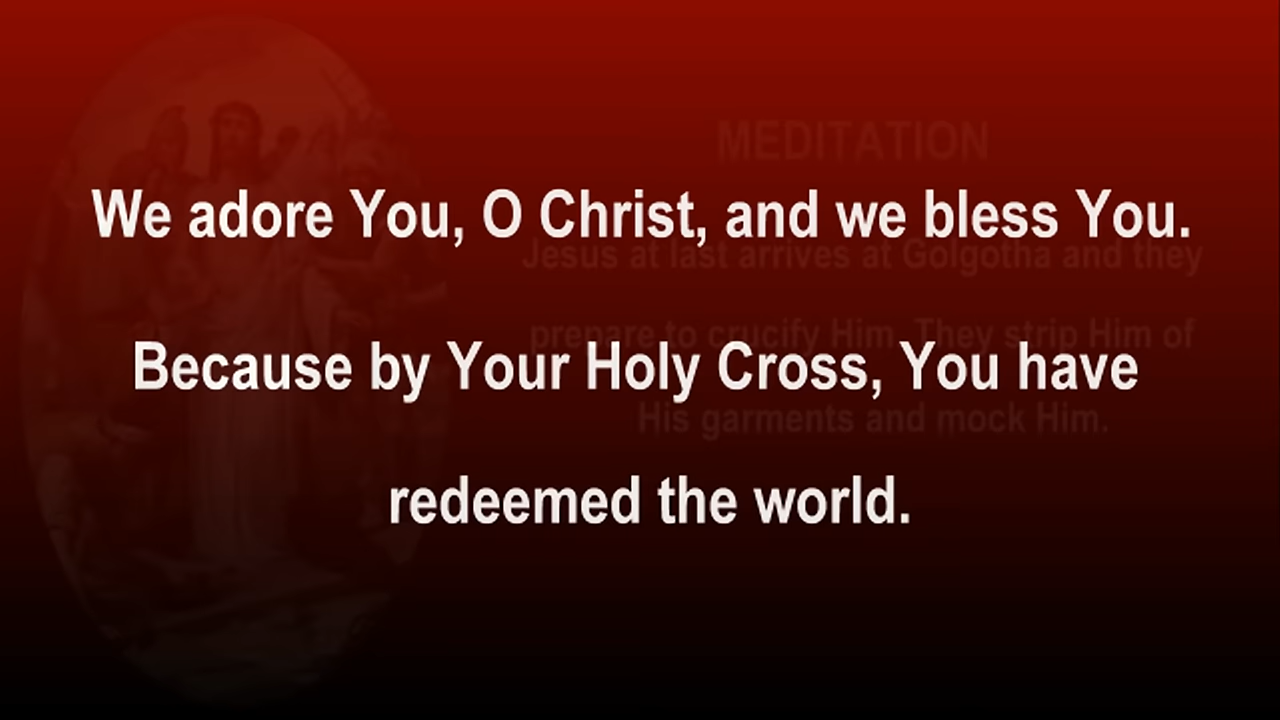 MEDITATION
We adore You, O Christ, and we bless You.
Jesus at last arrives at Golgotha and they
prepare to crucify Him. They strip Him of
Because by Your Holy Cross, You have
His garments and mock Him.
redeemed the world.